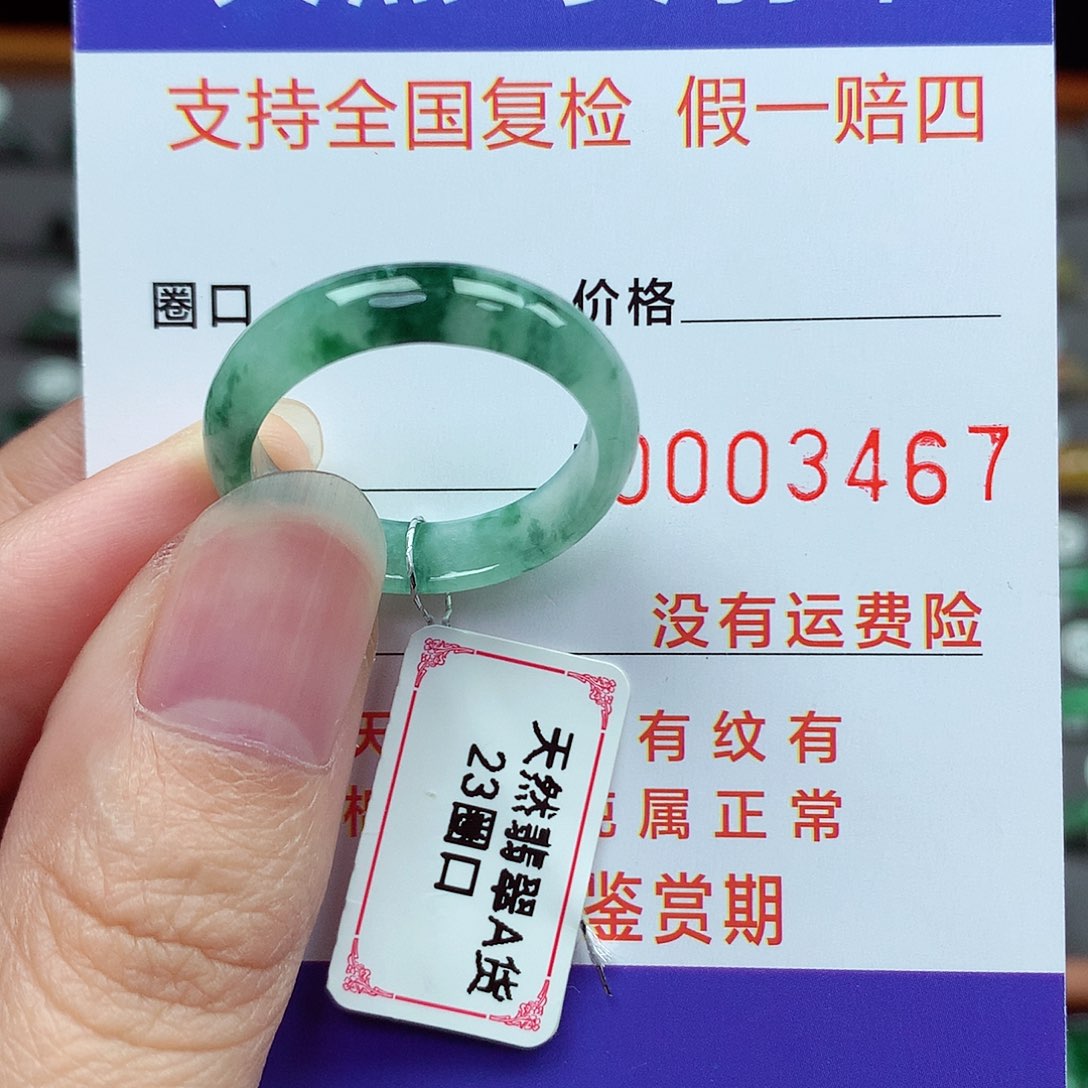 支持全国复检 假一赔四
圈口 价格
0003467
没有运费险
天 有纹有
棉 属正常
鉴赏期
天然翡翠A货
23圈口